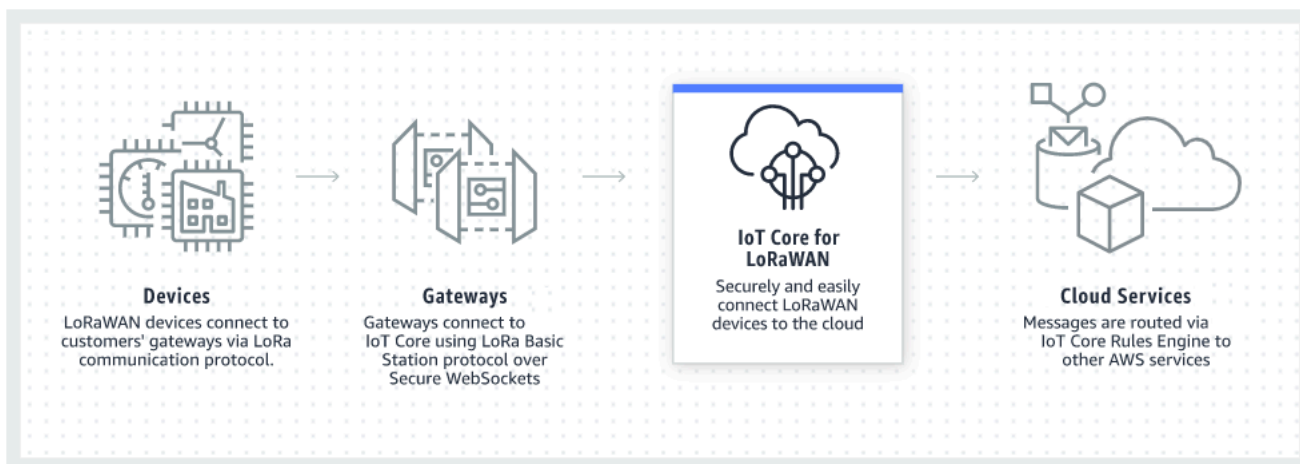 Devices
LoRaWAN devices connect to
customers' gateways via LoRa
communication protocol.
Gateways
Gateways connect to
IoT Core using LoRa Basic
Station protocol over
Secure WebSockets
IoT Core for
LoRaWAN
Securely and easily
connect LoRaWAN
devices to the cloud
Cloud Services
Messages are routed via
IoT Core Rules Engine to
other AWS services